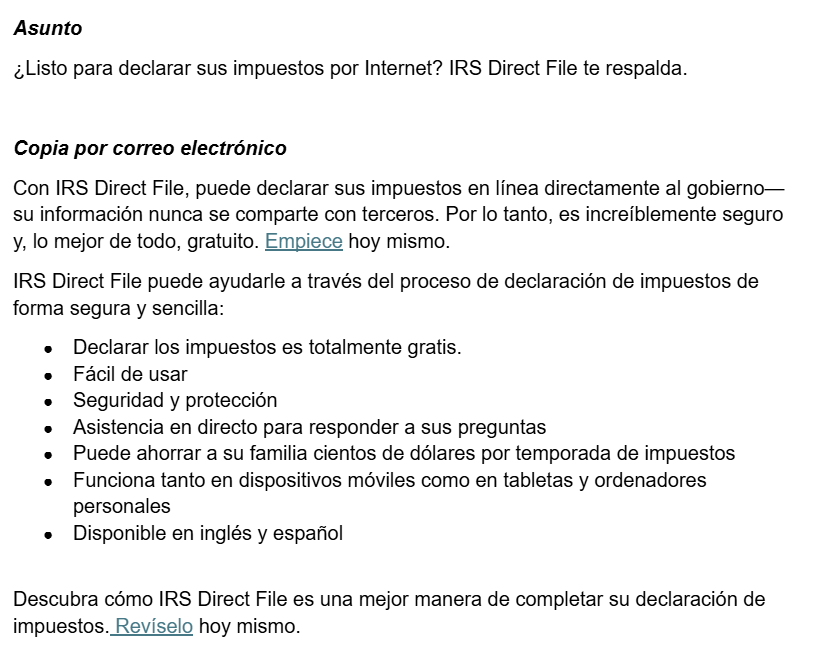 Asunto
¿Listo para declarar sus impuestos por Internet? IRS Direct File te respalda.
Copia por correo electrónico
Con IRS Direct File, puede declarar sus impuestos en línea directamente al gobierno—
su información nunca se comparte con terceros. Por lo tanto, es increíblemente seguro
y, lo mejor de todo, gratuito. Empiece hoy mismo.
IRS Direct File puede ayudarle a través del proceso de declaración de impuestos de
forma segura y sencilla:
● Declarar los impuestos es totalmente gratis.
● Fácil de usar
● Seguridad y protección
● Asistencia en directo para responder a sus preguntas
● Puede ahorrar a su familia cientos de dólares por temporada de impuestos
● Funciona tanto en dispositivos móviles como en tabletas y ordenadores
personales
● Disponible en inglés y español
Descubra cómo IRS Direct File es una mejor manera de completar su declaración de
impuestos. Revíselo hoy mismo.